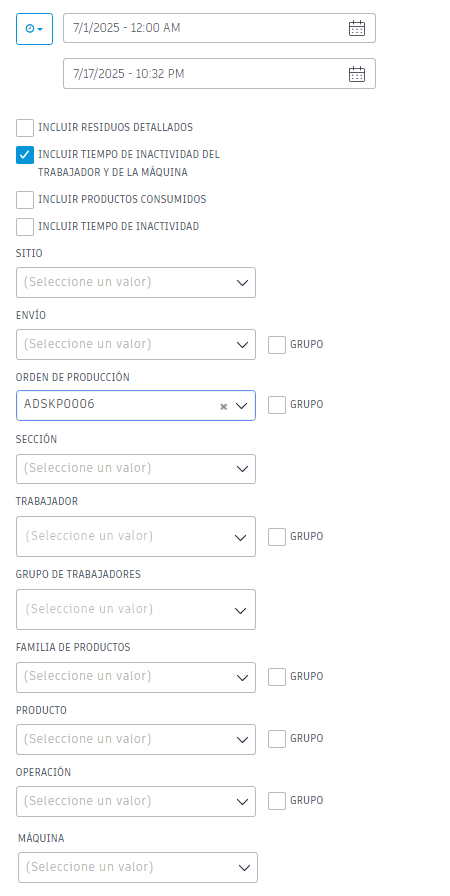 7/1/2025 - 12:00 AM
7/17/2025 - 10:32 PM
INCLUIR RESIDUOS DETALLADOS
INCLUIR TIEMPO DE INACTIVIDAD DEL
TRABAJADOR Y DE LA MÁQUINA
INCLUIR PRODUCTOS CONSUMIDOS
INCLUIR TIEMPO DE INACTIVIDAD
SITIO
(Seleccione un valor)
ENVÍO
(Seleccione un valor) GRUPO
ORDEN DE PRODUCCIÓN
ADSKP0006 GRUPO
SECCIÓN
(Seleccione un valor)
TRABAJADOR
(Seleccione un valor) GRUPO
GRUPO DE TRABAJADORES
(Seleccione un valor)
FAMILIA DE PRODUCTOS
(Seleccione un valor) GRUPO
PRODUCTO
(Seleccione un valor) GRUPO
OPERACIÓN
(Seleccione un valor) GRUPO
MÁQUINA
(Seleccione un valor)